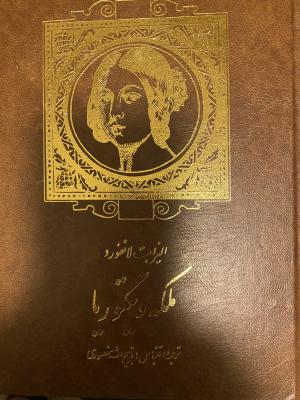 الیزابت لانفورد
ملکه ویکتوریا
ترجمه و اقتباس: ذبیح الله منصوری